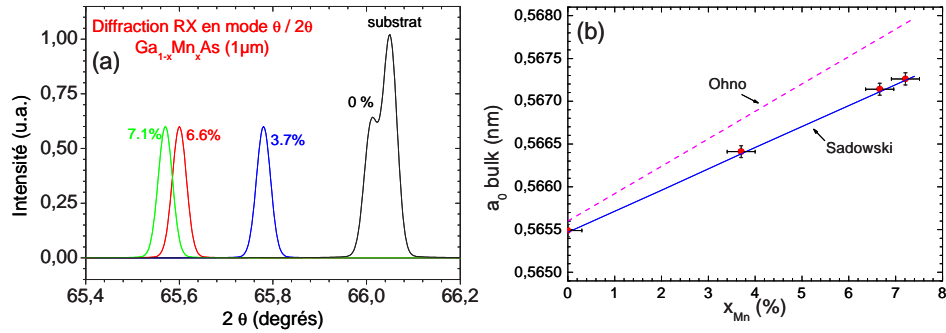 Diffraction RX en mode θ / 2θ
Ga1-xMnxAs (1µm)
(a)
substrat
0 %
7.1%
6.6%
3.7%
1,00
0,75
0,50
0,25
0,00
Intensité (u.a.)
65,4
65,6
65,8
66,0
66,2
2 θ (degrés)
(b)
Ohno
Sadowski
0,5680
0,5675
0,5670
0,5665
0,5660
0,5655
0,5650
a0 bulk (nm)
0
1
2
3
4
5
6
7
8
xMn (%)